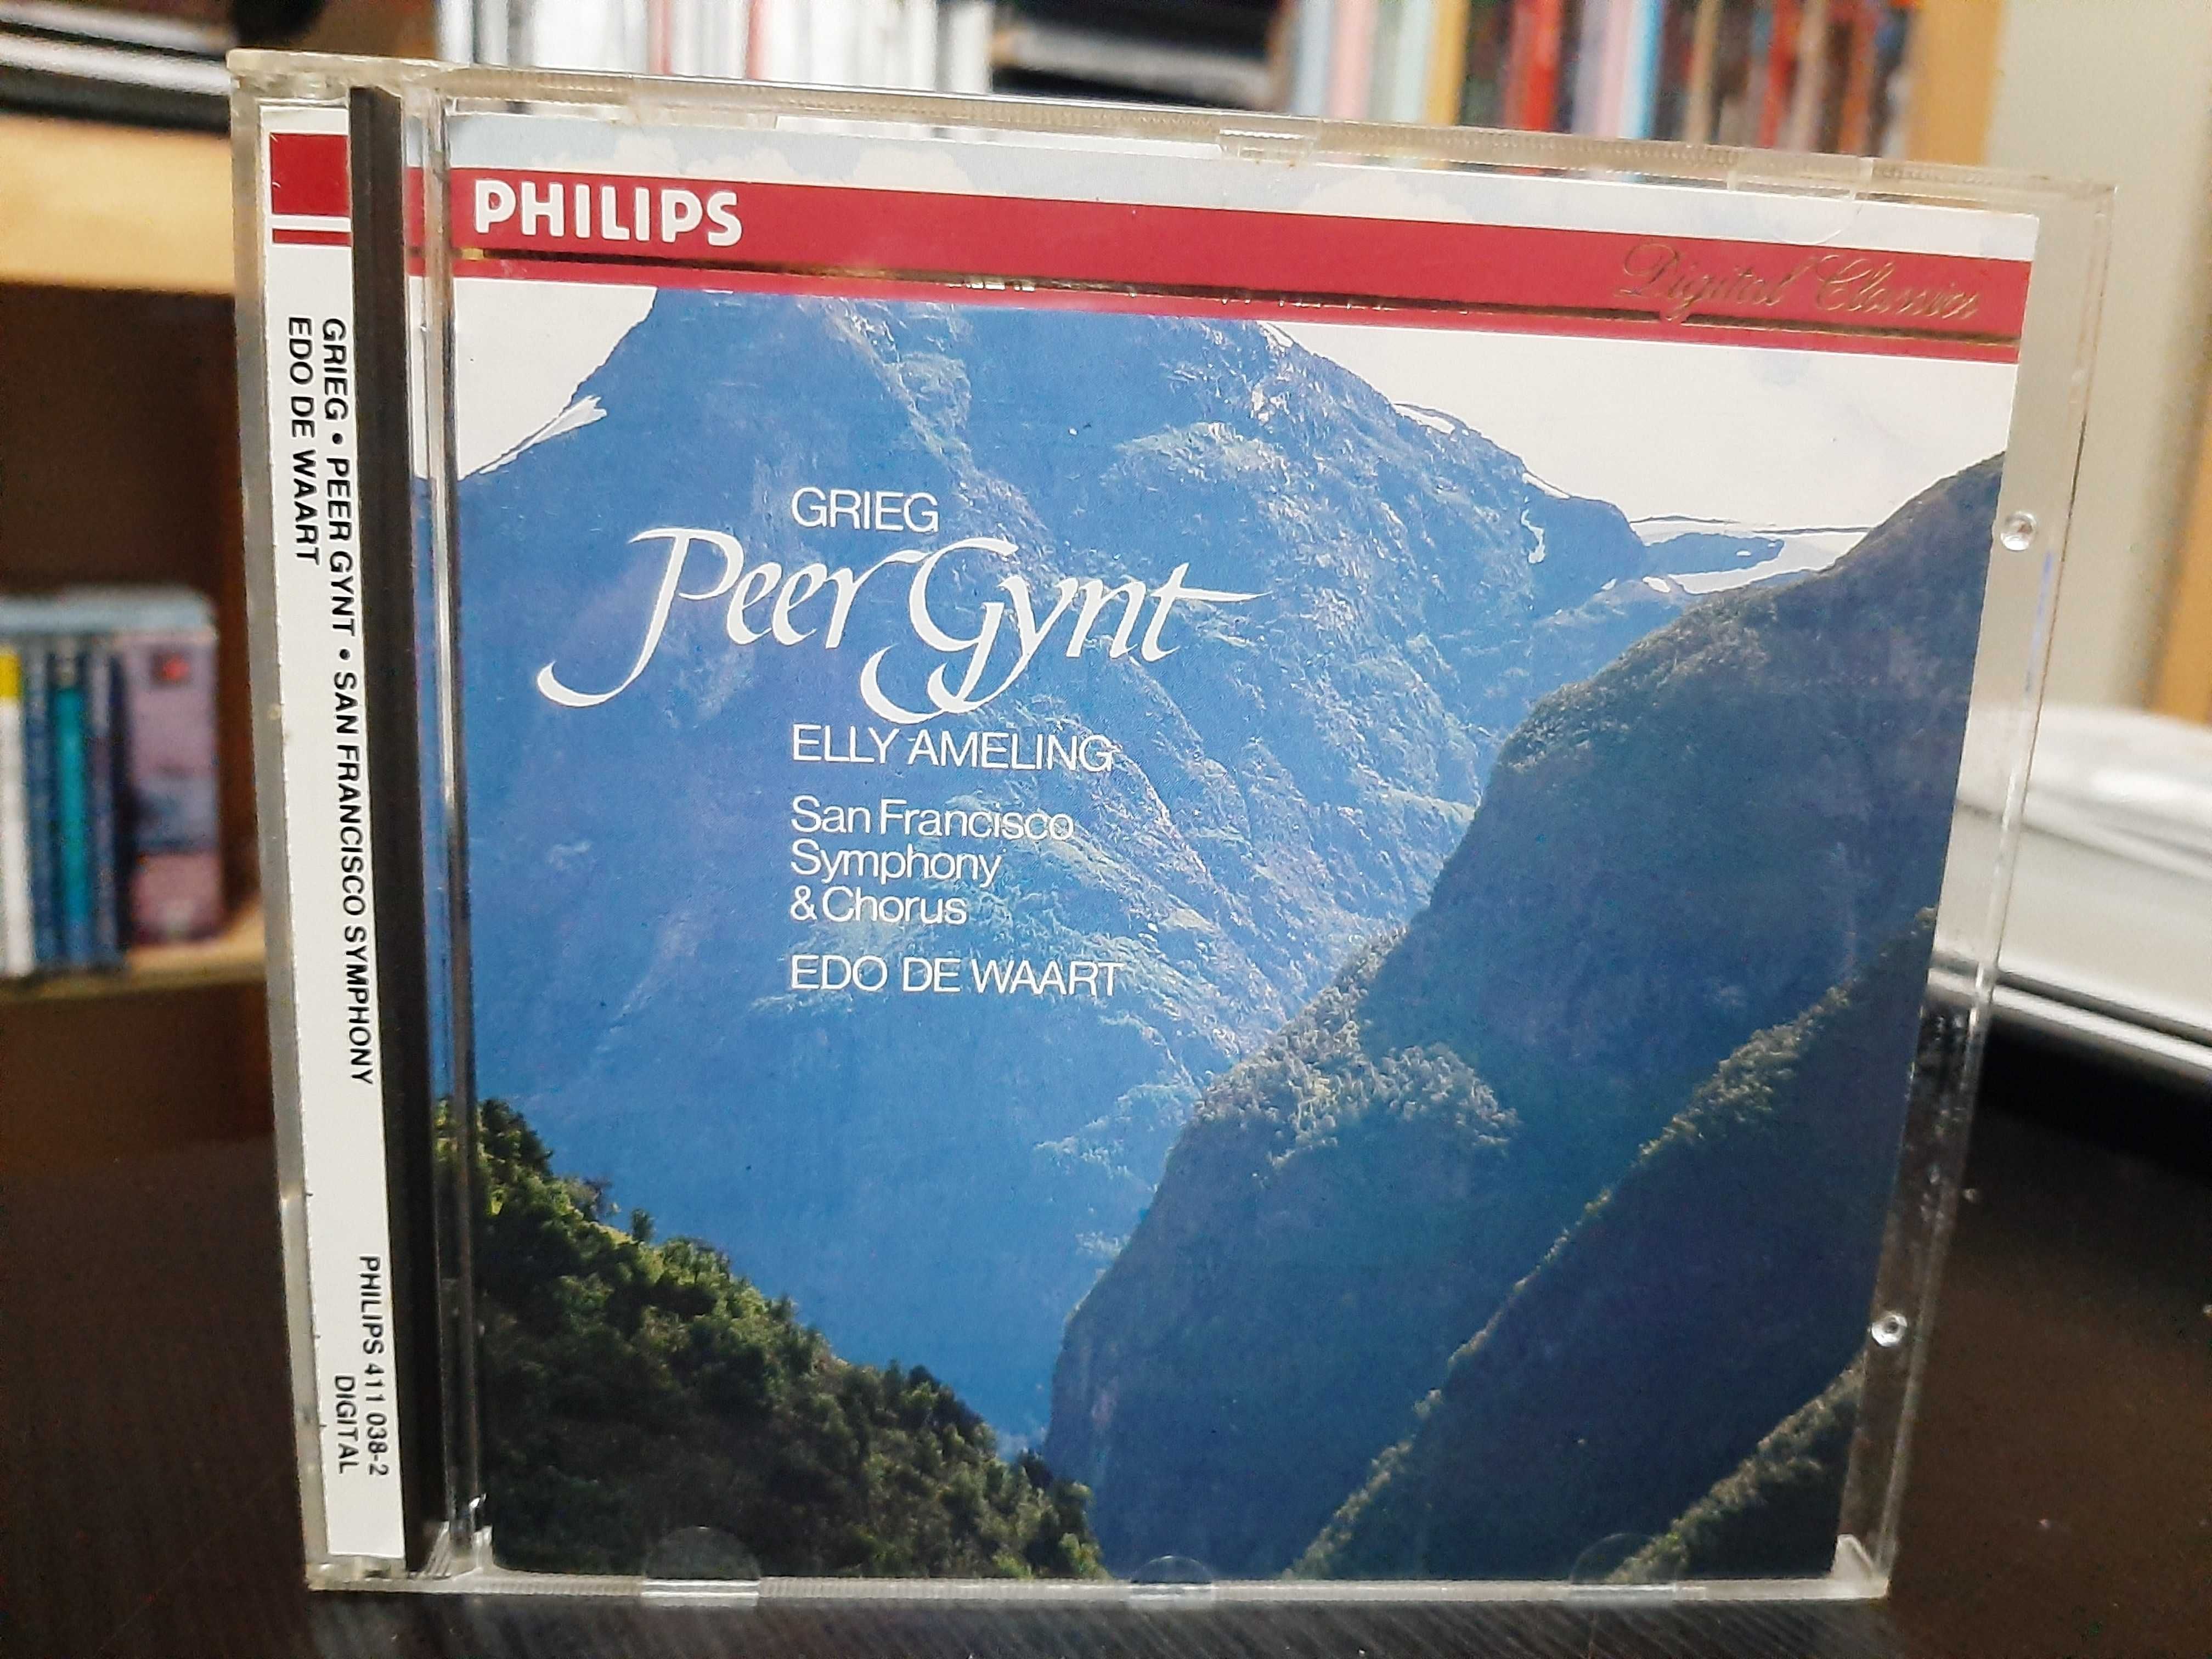 PHILIPS
Digital Classics
GRIEG
Peer Gynt
ELLY AMELING
San Francisco
Symphony
& Chorus
EDO DE WAART
GRIEG • PEER GYNT • SAN FRANCISCO SYMPHONY
EDO DE WAART
PHILIPS 411 038-2
DIGITAL